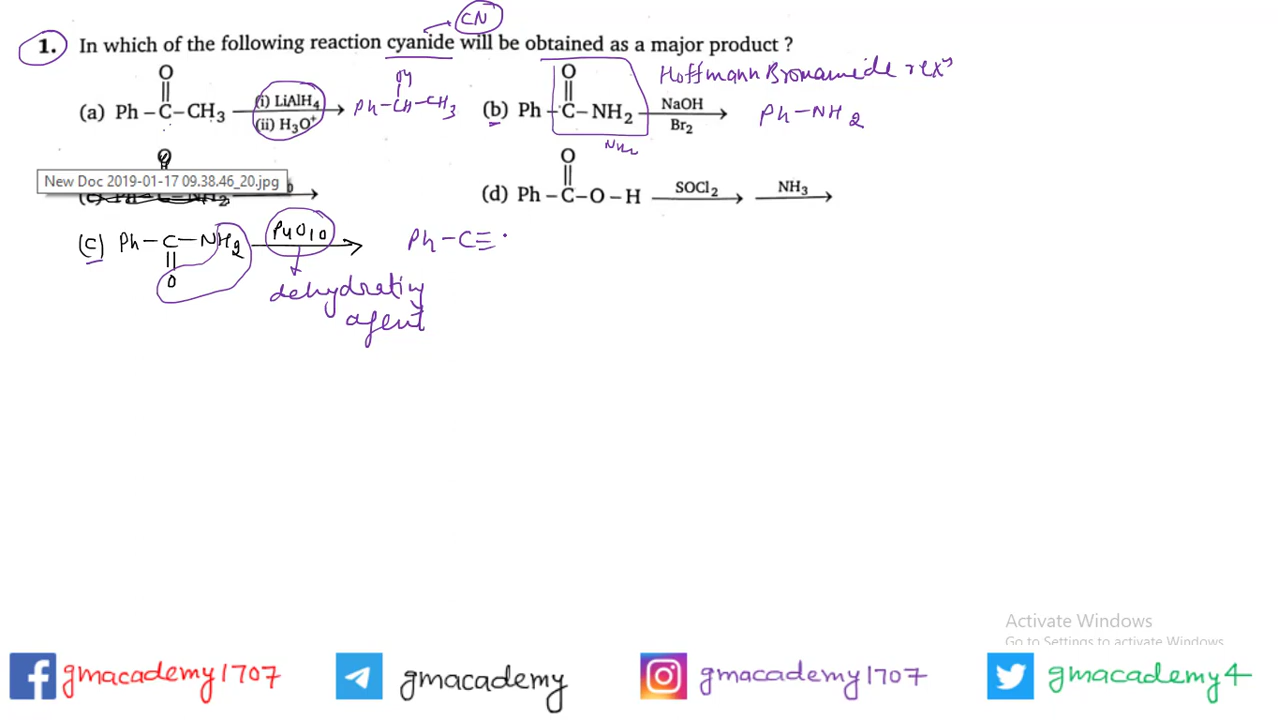 CN
1. In which of the following reaction cyanide will be obtained as a major product ?
O
(a) Ph – C – CH3 (i) LiAlH4 (ii) H3O+ Ph – CH – CH3
OH
O
(b) Ph – C – NH2 NaOH Br2 Ph – NH2
Hoffmann Bromamide rexn
NH2
New Doc 2019-01-17 09.38.46_20.jpg
O
(d) Ph – C – O – H SOCl2 NH3
(c) Ph – C – NH2 P4O10 Ph – C ≡
O
dehydrating
agent
Activate Windows
Go to Settings to activate Windows.
gmacademy1707 gmacademy gmacademy1707 gmacademy4